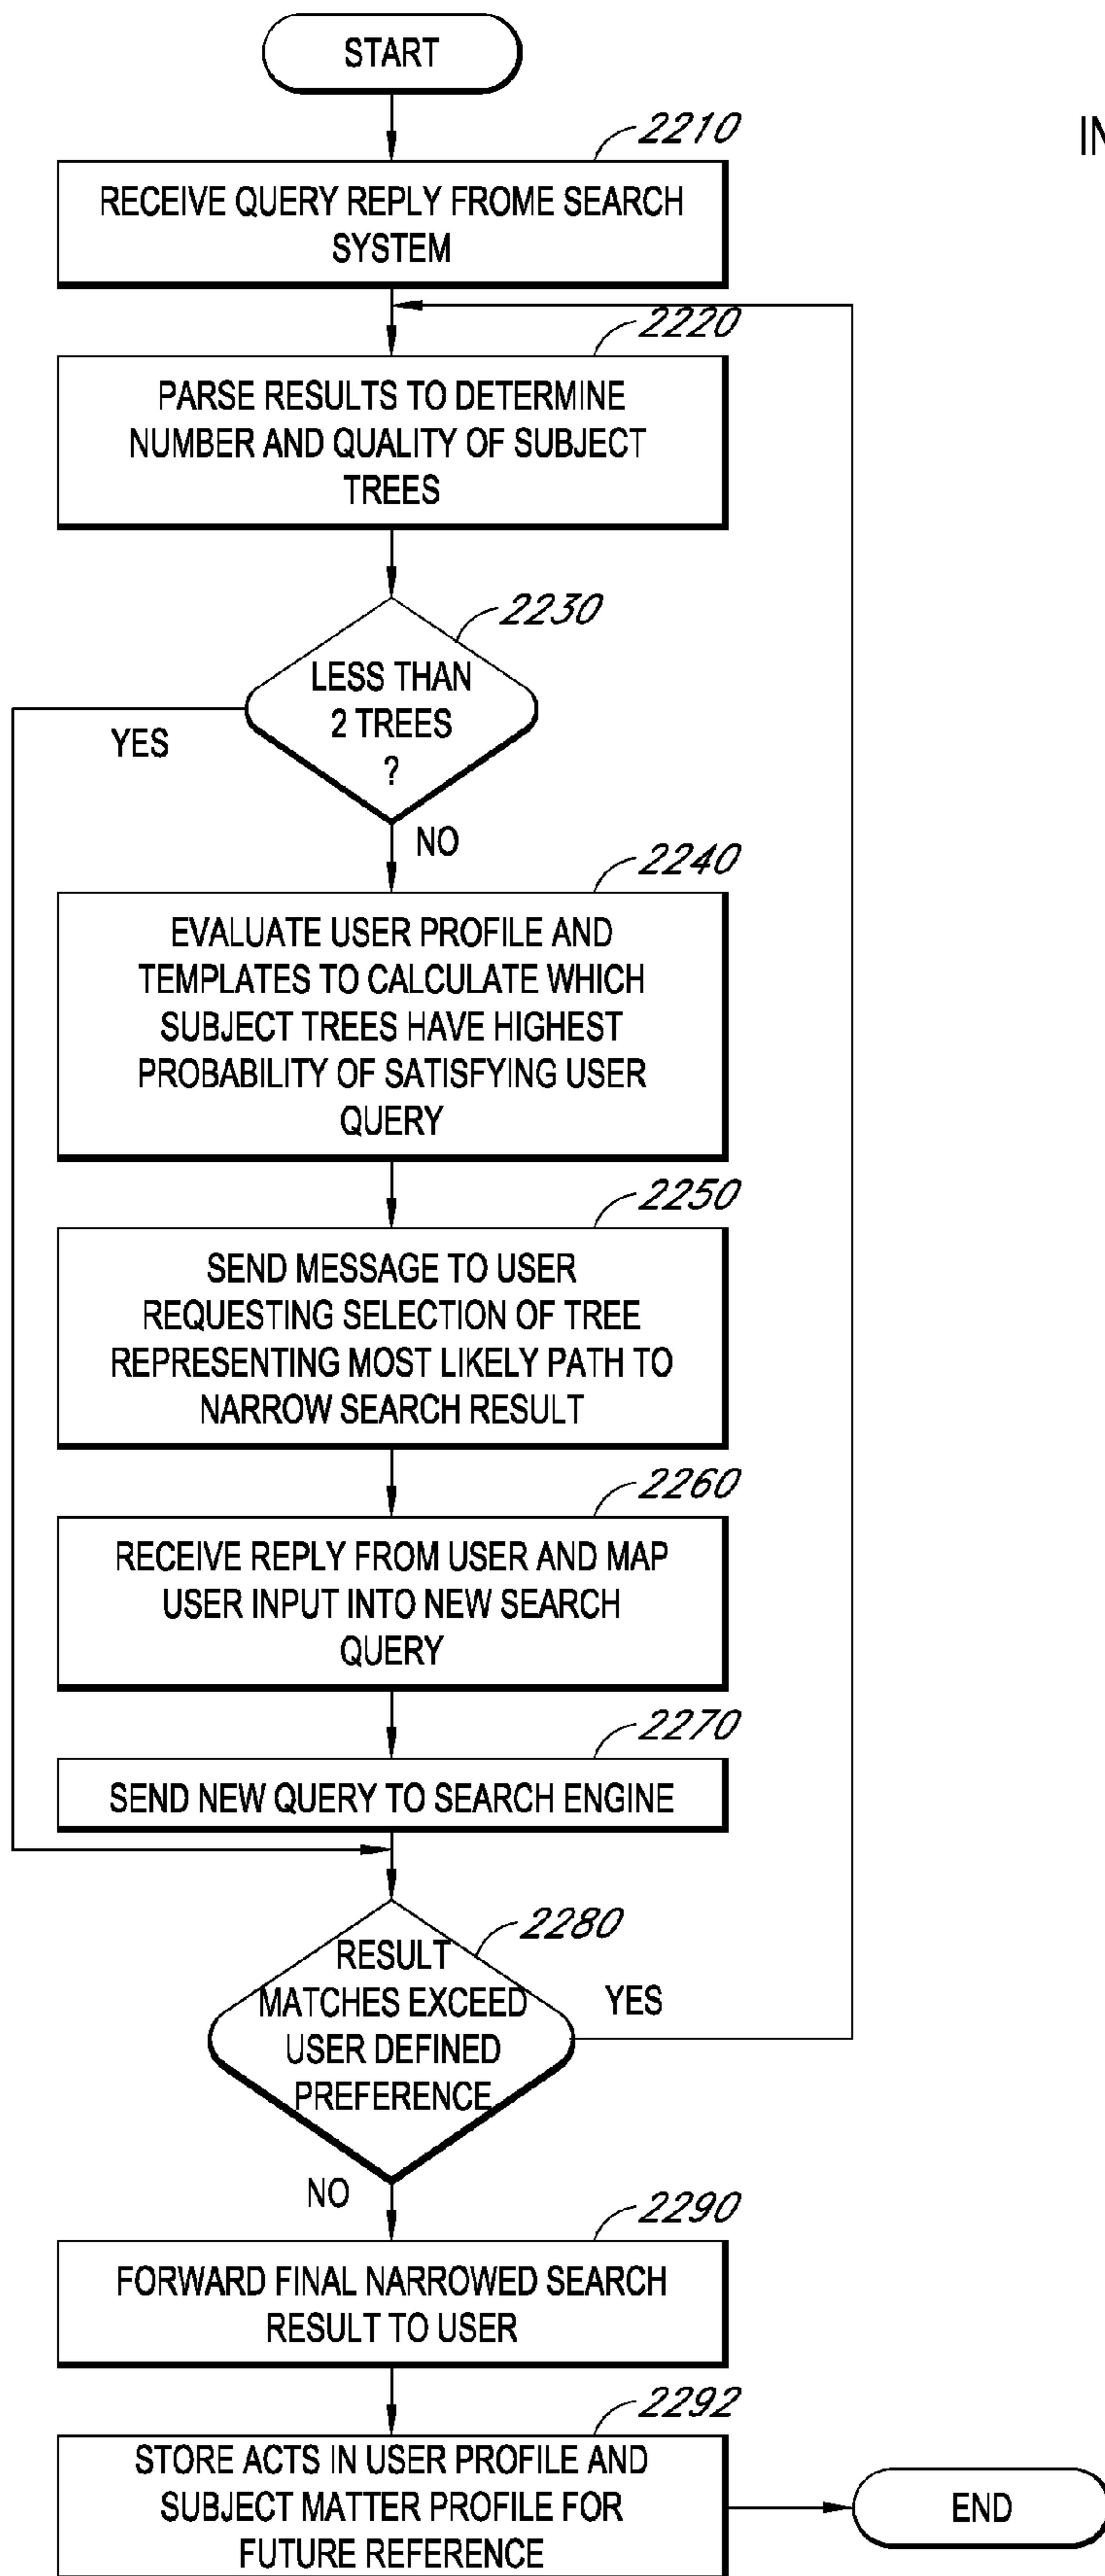 START
IN
2210
RECEIVE QUERY REPLY FROME SEARCH
SYSTEM
2220
PARSE RESULTS TO DETERMINE
NUMBER AND QUALITY OF SUBJECT
TREES
2230
LESS THAN
2 TREES
?
YES
NO
2240
EVALUATE USER PROFILE AND
TEMPLATES TO CALCULATE WHICH
SUBJECT TREES HAVE HIGHEST
PROBABILITY OF SATISFYING USER
QUERY
2250
SEND MESSAGE TO USER
REQUESTING SELECTION OF TREE
REPRESENTING MOST LIKELY PATH TO
NARROW SEARCH RESULT
2260
RECEIVE REPLY FROM USER AND MAP
USER INPUT INTO NEW SEARCH
QUERY
2270
SEND NEW QUERY TO SEARCH ENGINE
2280
RESULT
MATCHES EXCEED
USER DEFINED
PREFERENCE
YES
NO
2290
FORWARD FINAL NARROWED SEARCH
RESULT TO USER
2292
STORE ACTS IN USER PROFILE AND
SUBJECT MATTER PROFILE FOR
FUTURE REFERENCE
END